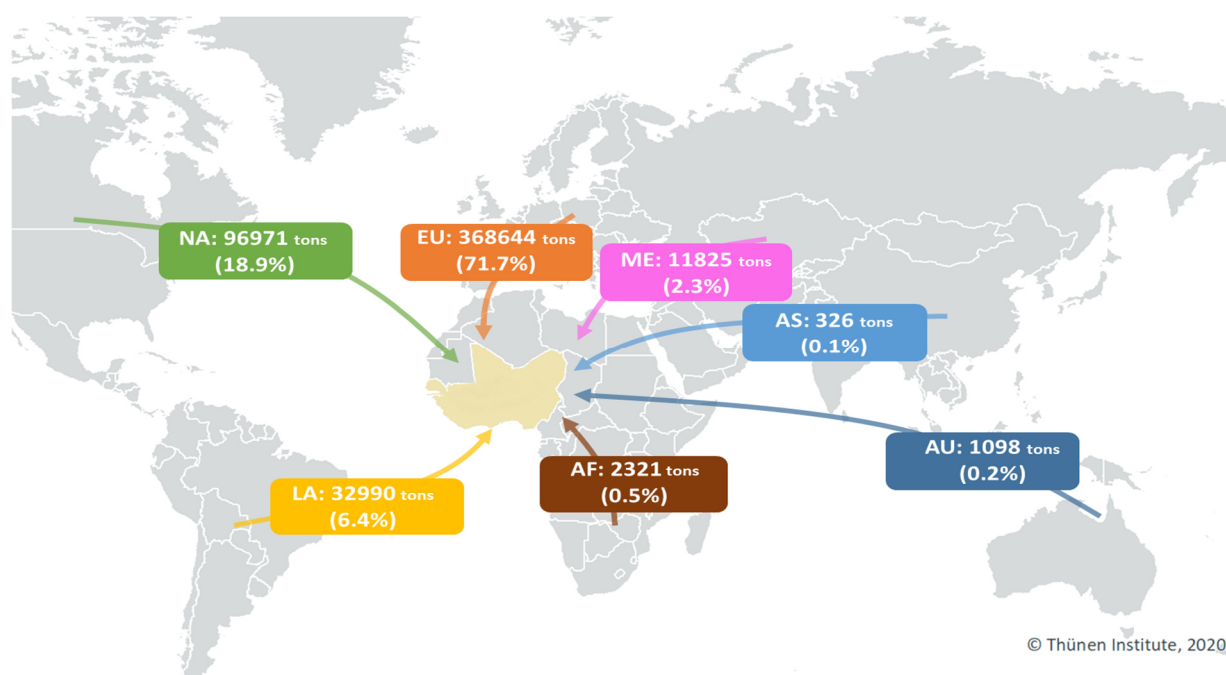 NA: 96971 tons
(18.9%)
EU: 368644 tons
(71.7%)
ME: 11825 tons
(2.3%)
AS: 326 tons
(0.1%)
AU: 1098 tons
(0.2%)
AF: 2321 tons
(0.5%)
LA: 32990 tons
(6.4%)
© Thünen Institute, 2020